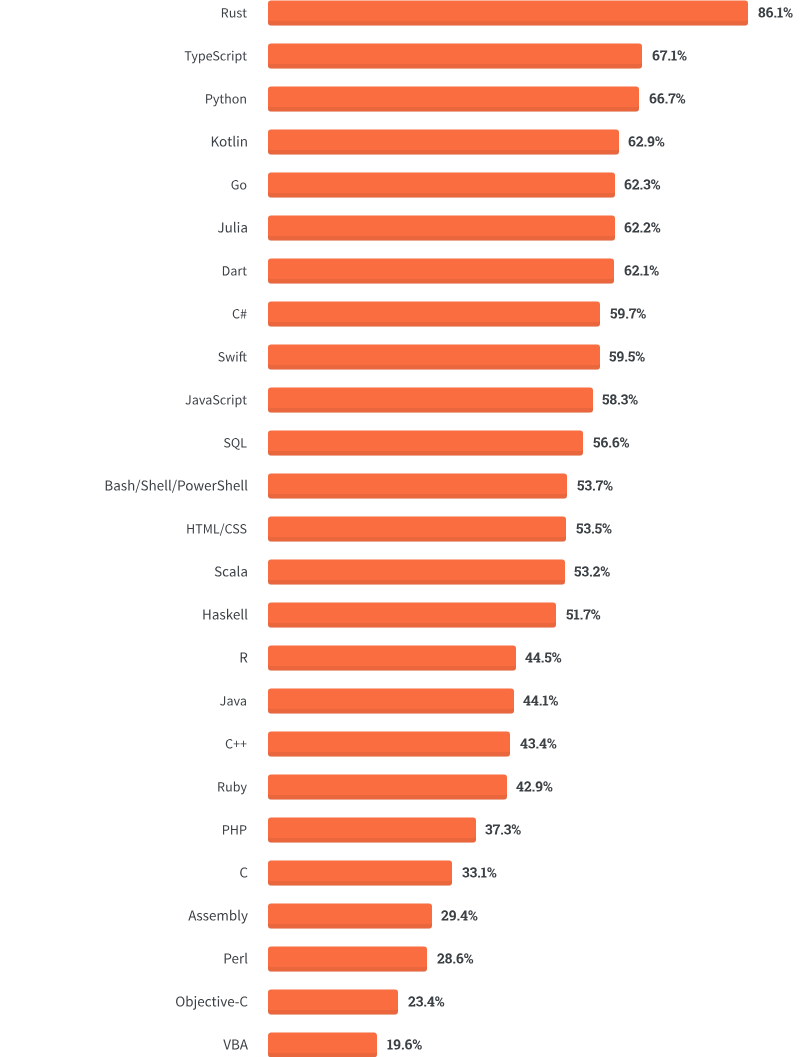 Rust 86.1%
TypeScript 67.1%
Python 66.7%
Kotlin 62.9%
Go 62.3%
Julia 62.2%
Dart 62.1%
C# 59.7%
Swift 59.5%
JavaScript 58.3%
SQL 56.6%
Bash/Shell/PowerShell 53.7%
HTML/CSS 53.5%
Scala 53.2%
Haskell 51.7%
R 44.5%
Java 44.1%
C++ 43.4%
Ruby 42.9%
PHP 37.3%
C 33.1%
Assembly 29.4%
Perl 28.6%
Objective-C 23.4%
VBA 19.6%